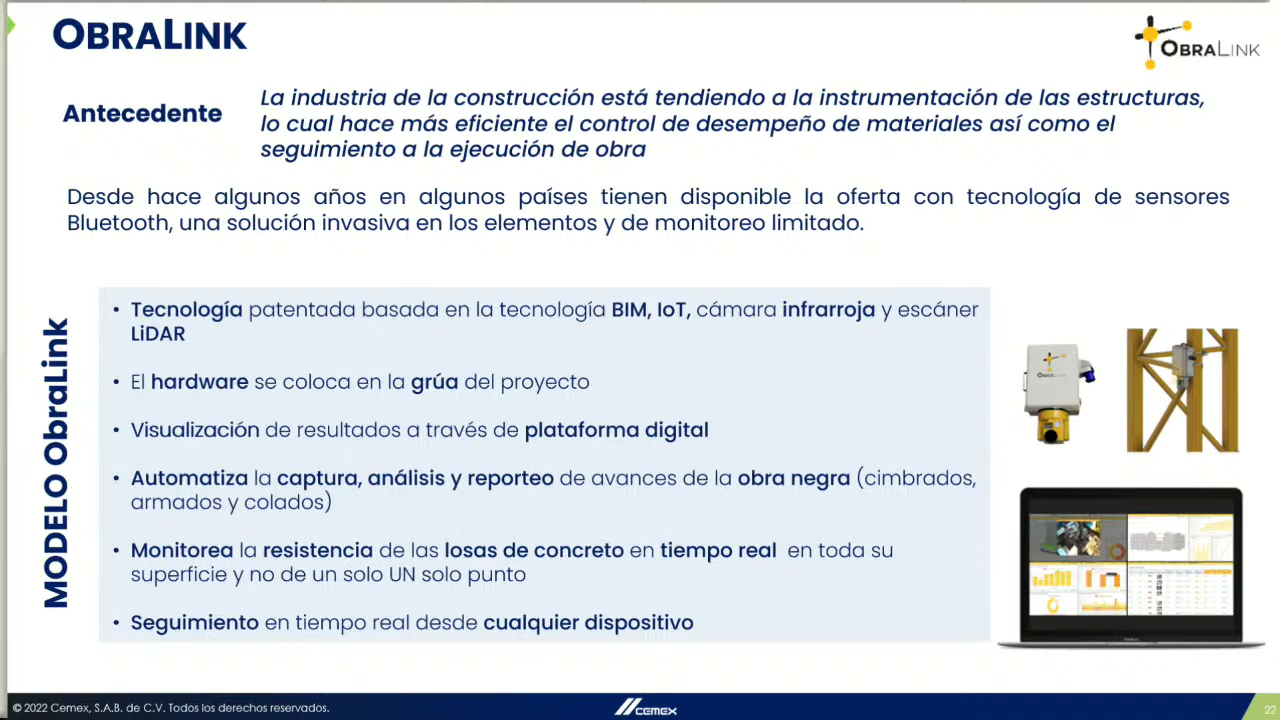 OBRALINK
OBRALINK
Antecedente
La industria de la construcción está tendiendo a la instrumentación de las estructuras,
lo cual hace más eficiente el control de desempeño de materiales así como el
seguimiento a la ejecución de obra
Desde hace algunos años en algunos países tienen disponible la oferta con tecnología de sensores
Bluetooth, una solución invasiva en los elementos y de monitoreo limitado.
MODELO ObraLink
• Tecnología patentada basada en la tecnología BIM, IoT, cámara infrarroja y escáner
LiDAR
• El hardware se coloca en la grúa del proyecto
• Visualización de resultados a través de plataforma digital
• Automatiza la captura, análisis y reporteo de avances de la obra negra (cimbrados,
armados y colados)
• Monitorea la resistencia de las losas de concreto en tiempo real en toda su
superficie y no de un solo UN solo punto
• Seguimiento en tiempo real desde cualquier dispositivo
OBRALINK
© 2022 Cemex, S.A.B. de C.V. Todos los derechos reservados.
CEMEX
22